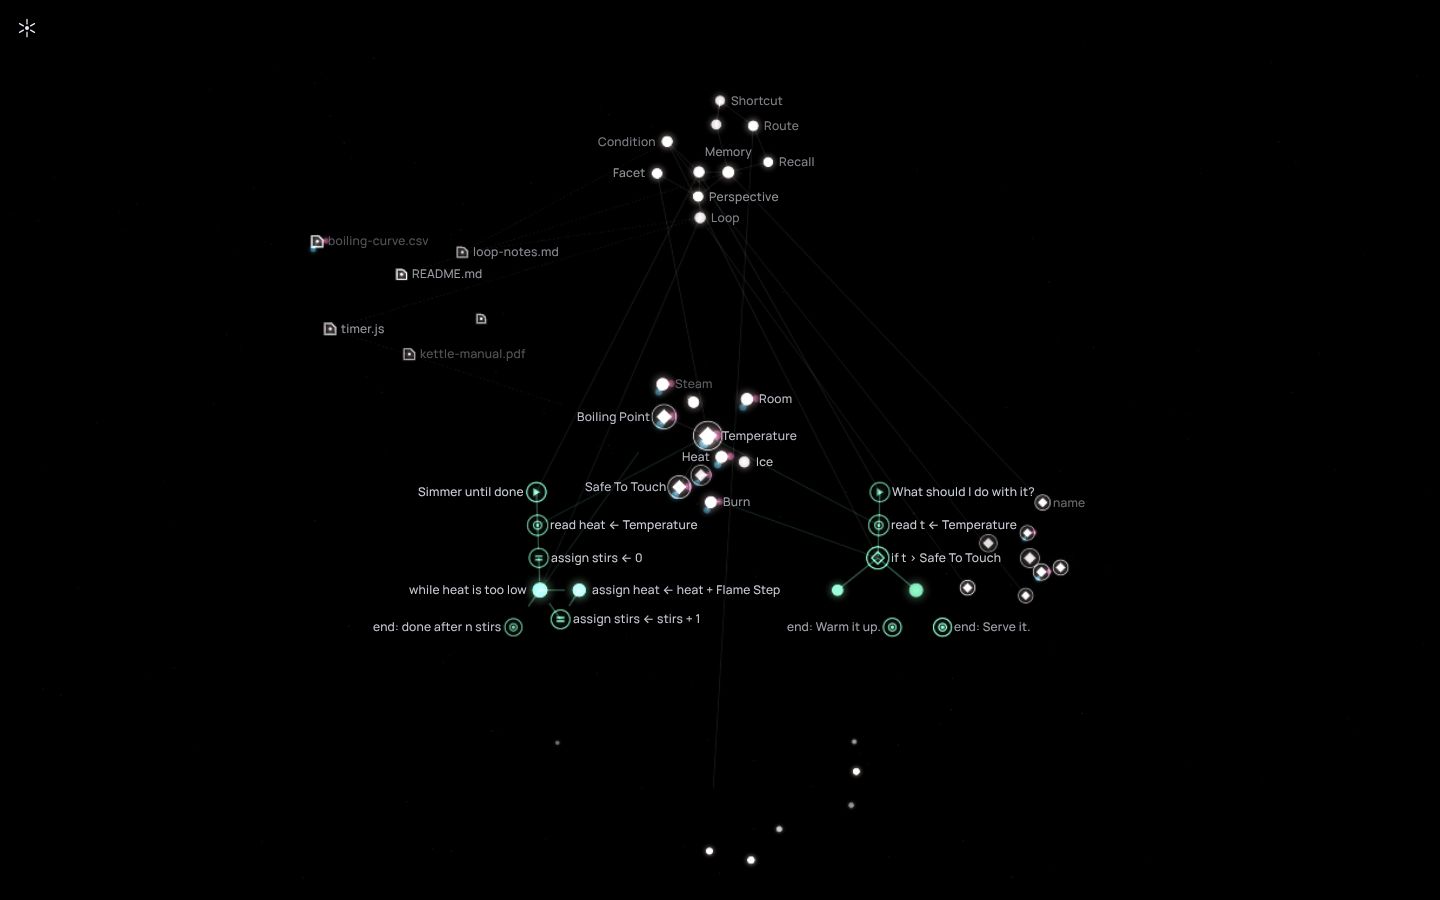 Shortcut
Route
Condition
Memory
Recall
Facet
Perspective
Loop
boiling-curve.csv
loop-notes.md
README.md
timer.js
kettle-manual.pdf
Steam
Room
Boiling Point
Temperature
Heat
Ice
Safe To Touch
Burn
Simmer until done
read heat ← Temperature
assign stirs ← 0
while heat is too low
assign heat ← heat + Flame Step
assign stirs ← stirs + 1
end: done after n stirs
What should I do with it?
name
read t ← Temperature
if t > Safe To Touch
end: Warm it up.
end: Serve it.